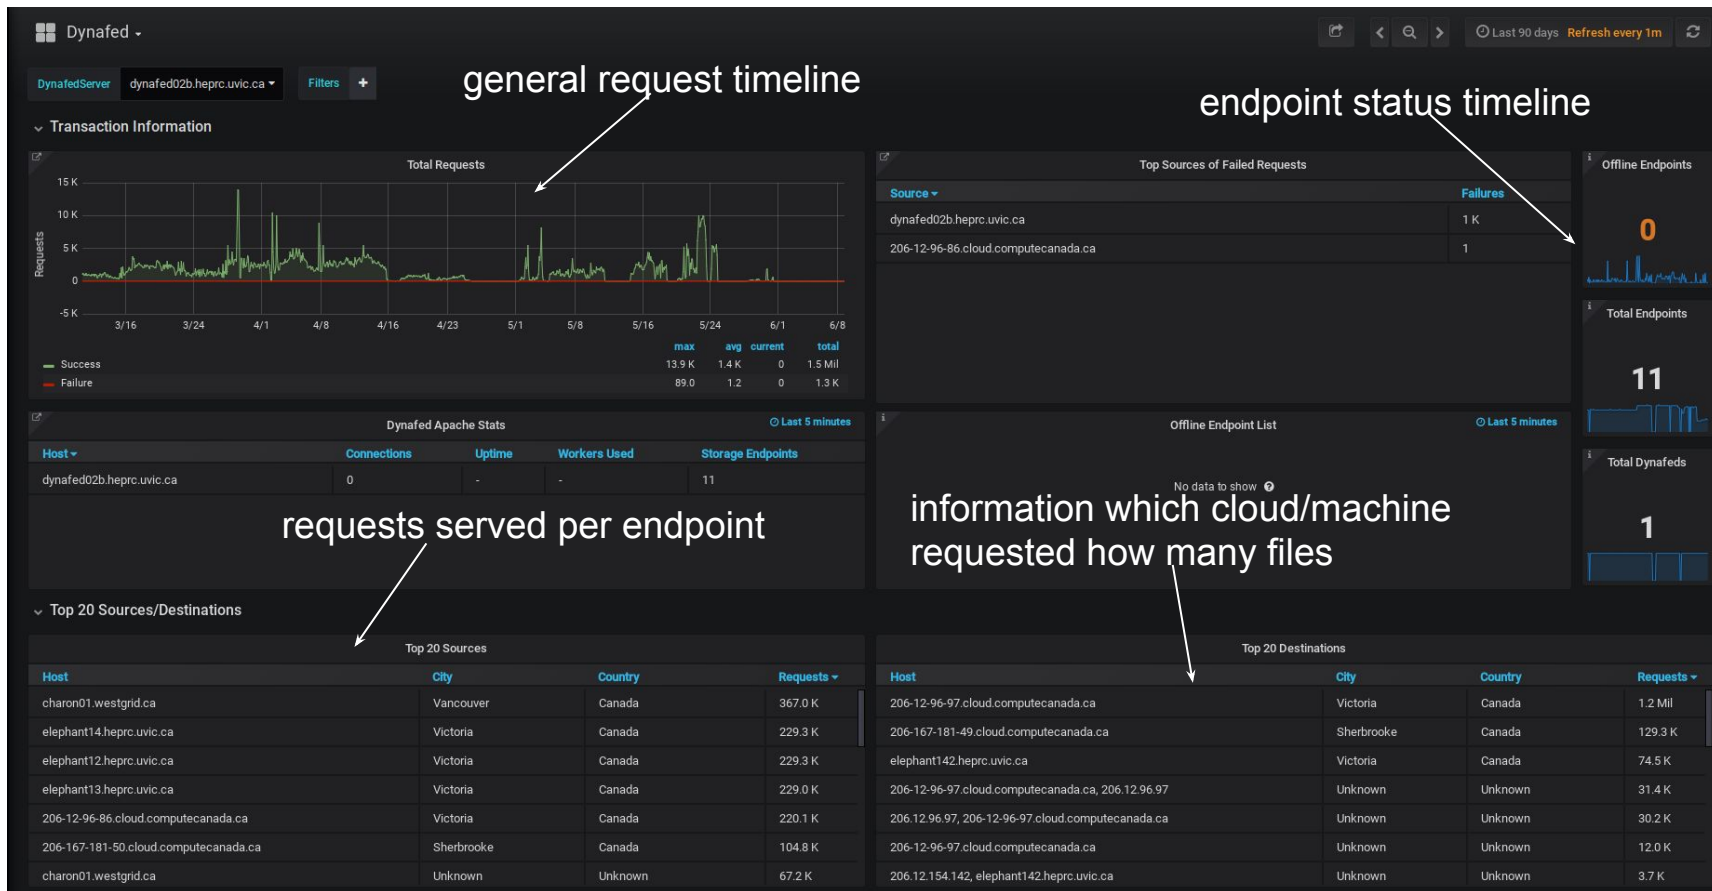 Dynafed
Last 90 days Refresh every 1m
DynafedServer dynafed02b.heprc.uvic.ca Filters +
general request timeline
endpoint status timeline
Transaction Information
Total Requests
15 K
10 K
5 K
0
-5 K
Requests
3/16 3/24 4/1 4/8 4/16 4/23 5/1 5/8 5/16 5/24 6/1 6/8
max avg current total
Success 13.9 K 1.4 K 0 1.5 Mil
Failure 89.0 1.2 0 1.3 K
Top Sources of Failed Requests
Source Failures
dynafed02b.heprc.uvic.ca 1 K
206-12-96-86.cloud.computecanada.ca 1
Offline Endpoints
0
Total Endpoints
11
Total Dynafeds
1
Dynafed Apache Stats Last 5 minutes
Host Connections Uptime Workers Used Storage Endpoints
dynafed02b.heprc.uvic.ca 0 - - 11
requests served per endpoint
Offline Endpoint List Last 5 minutes
No data to show
information which cloud/machine
requested how many files
Top 20 Sources/Destinations
Top 20 Sources
Host City Country Requests
charon01.westgrid.ca Vancouver Canada 367.0 K
elephant14.heprc.uvic.ca Victoria Canada 229.3 K
elephant12.heprc.uvic.ca Victoria Canada 229.3 K
elephant13.heprc.uvic.ca Victoria Canada 229.0 K
206-12-96-86.cloud.computecanada.ca Victoria Canada 220.1 K
206-167-181-50.cloud.computecanada.ca Sherbrooke Canada 104.8 K
charon01.westgrid.ca Unknown Unknown 67.2 K
Top 20 Destinations
Host City Country Requests
206-12-96-97.cloud.computecanada.ca Victoria Canada 1.2 Mil
206-167-181-49.cloud.computecanada.ca Sherbrooke Canada 129.3 K
elephant142.heprc.uvic.ca Victoria Canada 74.5 K
206-12-96-97.cloud.computecanada.ca, 206.12.96.97 Unknown Unknown 31.4 K
206.12.96.97, 206-12-96-97.cloud.computecanada.ca Unknown Unknown 30.2 K
206-12-96-97.cloud.computecanada.ca Unknown Unknown 12.0 K
206.12.154.142, elephant142.heprc.uvic.ca Unknown Unknown 3.7 K